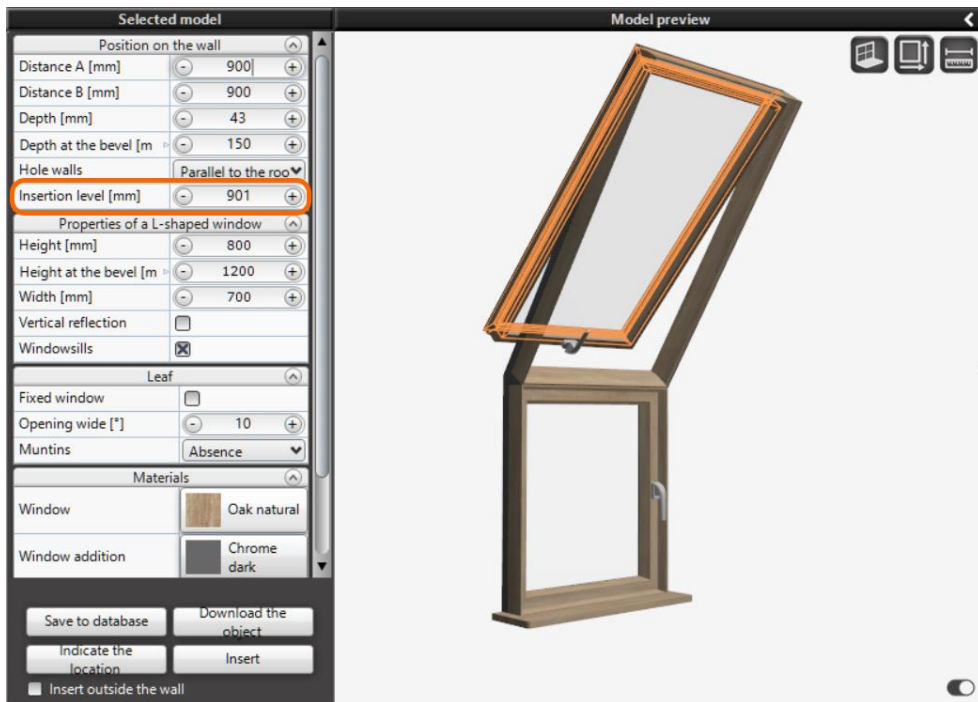 Selected model
Model preview
Position on the wall
Distance A [mm] - 900 +
Distance B [mm] - 900 +
Depth [mm] - 43 +
Depth at the bevel [m - 150 +
Hole walls Parallel to the roo
Insertion level [mm] - 901 +
Properties of a L-shaped window
Height [mm] - 800 +
Height at the bevel [m - 1200 +
Width [mm] - 700 +
Vertical reflection
Windowsills
Leaf
Fixed window
Opening wide [°] - 10 +
Muntins Absence
Materials
Window Oak natural
Window addition Chrome
dark
Save to database
Download the
object
Indicate the
location
Insert
Insert outside the wall